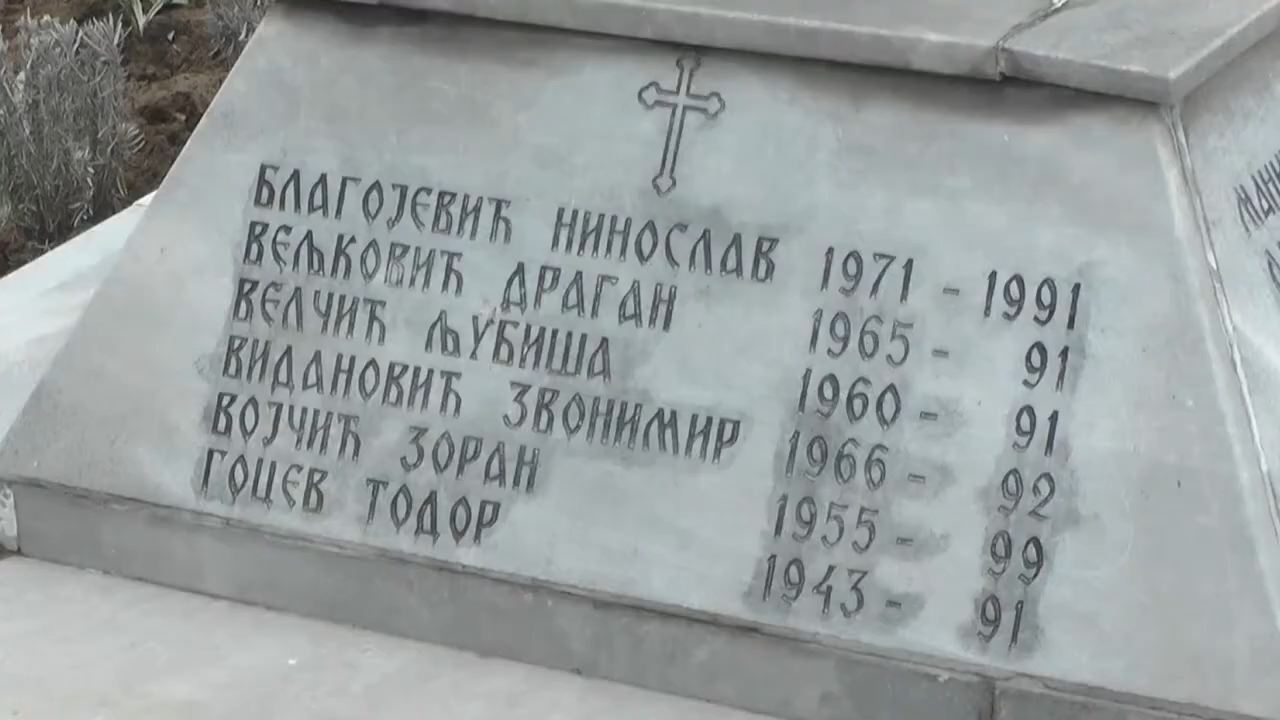 БЛАГОЈЕВИЋ НИНОСЛАВ 1971 - 1991
ВЕЉКОВИЋ ДРАГАН 1965 - 91
ВЕЛЧИЋ ЉУБИША 1960 - 91
ВИДАНОВИЋ ЗВОНИМИР 1966 - 92
ВОЈЧИЋ ЗОРАН 1955 - 99
ГОЦЕВ ТОДОР 1943 - 91